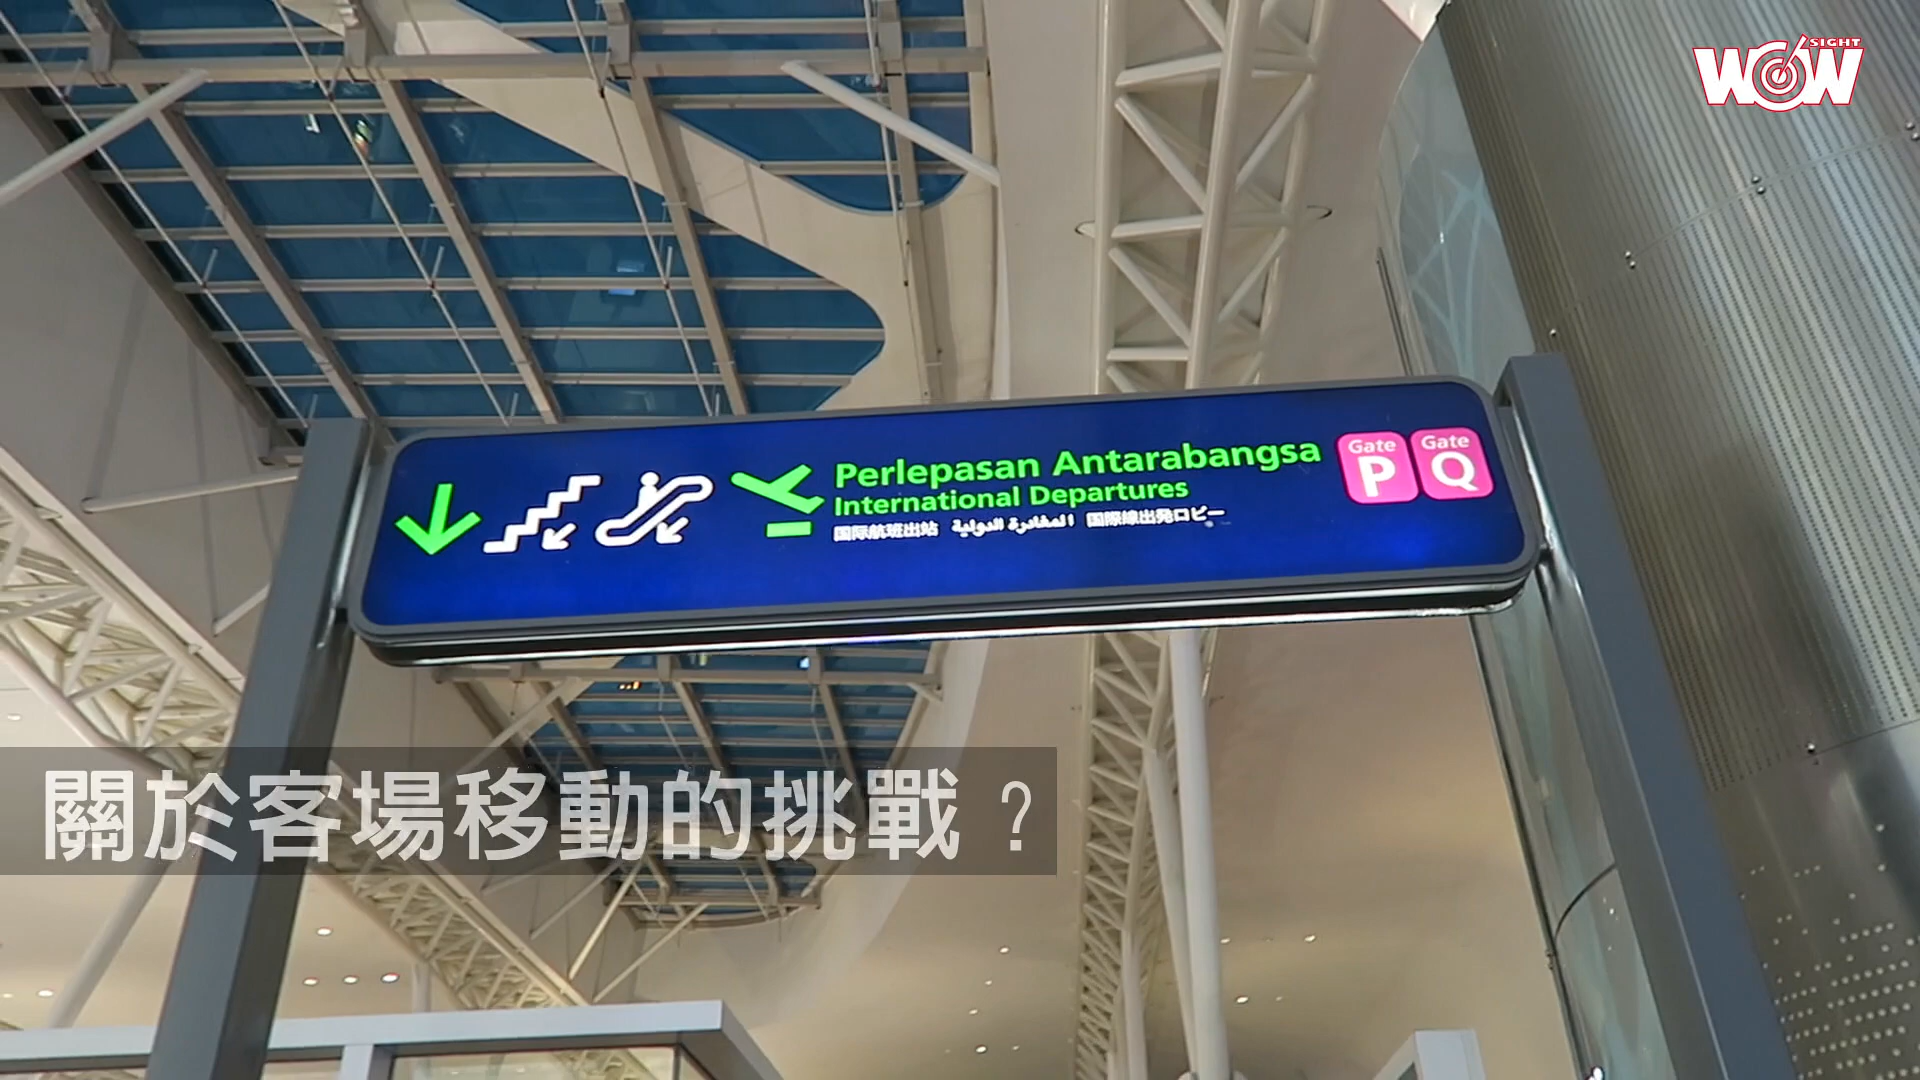 WOW SIGHT
Perlepasan Antarabangsa
International Departures
国际航班出站 المغادرة الدولية 国際線出発ロビー
Gate P
Gate Q
關於客場移動的挑戰？